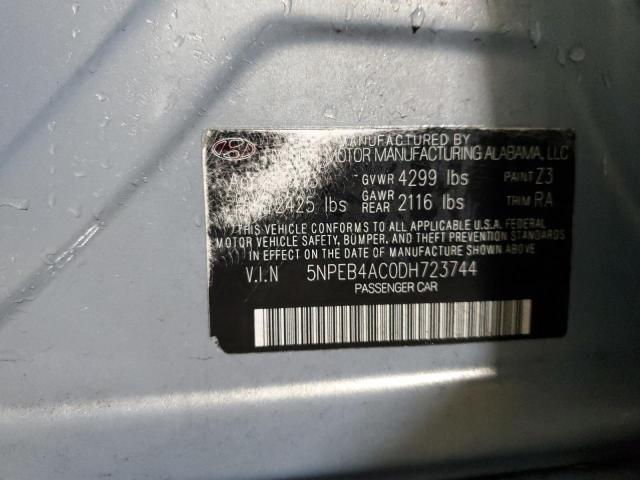 MANUFACTURED BY
MOTOR MANUFACTURING ALABAMA, LLC
GVWR 4299 lbs PAINT Z3
2425 lbs GAWR REAR 2116 lbs TRIM RA
THIS VEHICLE CONFORMS TO ALL APPLICABLE U.S.A. FEDERAL
MOTOR VEHICLE SAFETY, BUMPER, AND THEFT PREVENTION STANDARDS
IN EFFECT ON THE DATE OF MANUFACTURE SHOWN ABOVE
V.I.N 5NPEB4AC0DH723744
PASSENGER CAR